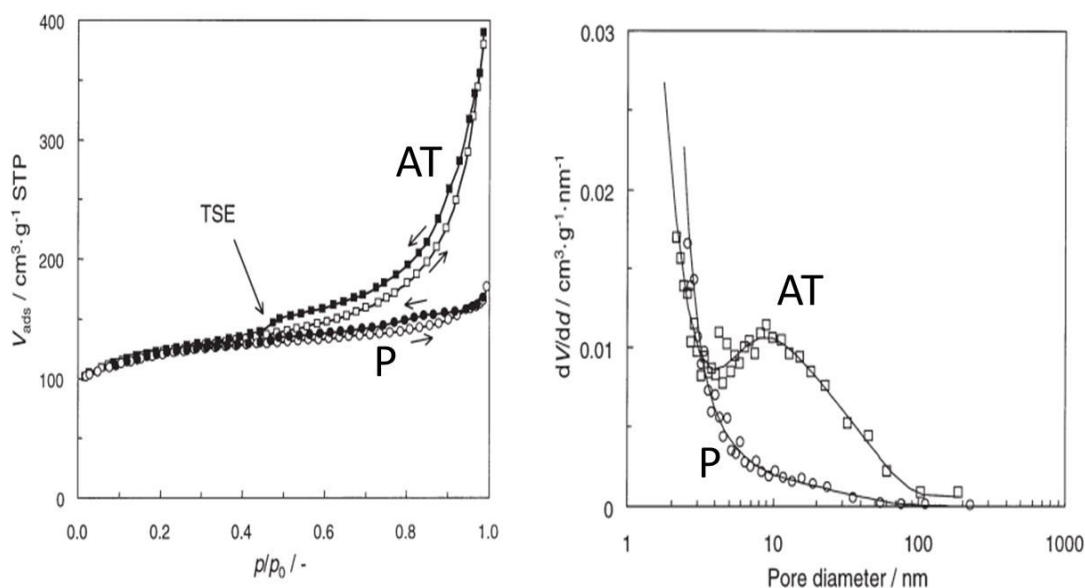 400
300
200
100
0
V_ads / cm³·g⁻¹ STP
AT
TSE
P
0.0 0.2 0.4 0.6 0.8 1.0
p/p₀ / -
0.03
0.02
0.01
0
dV/dd / cm³·g⁻¹·nm⁻¹
AT
P
1 10 100 1000
Pore diameter / nm